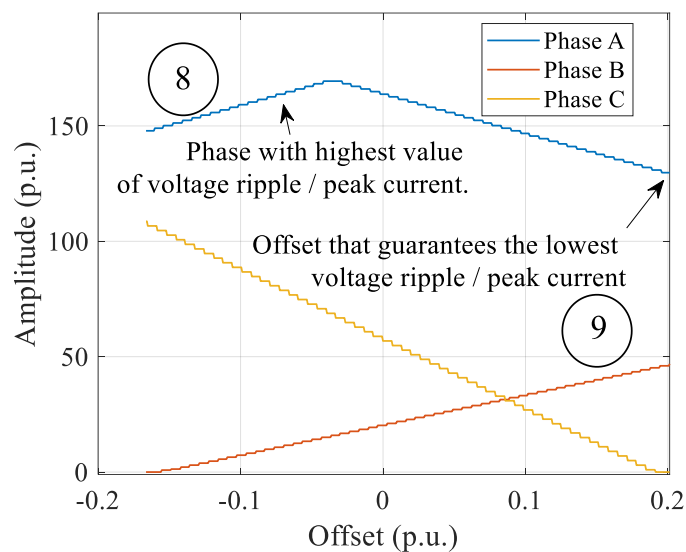 8
Phase A
Phase B
Phase C
150
Phase with highest value
of voltage ripple / peak current.
100
Offset that guarantees the lowest
voltage ripple / peak current
9
50
0
Amplitude (p.u.)
-0.2
-0.1
0
0.1
0.2
Offset (p.u.)